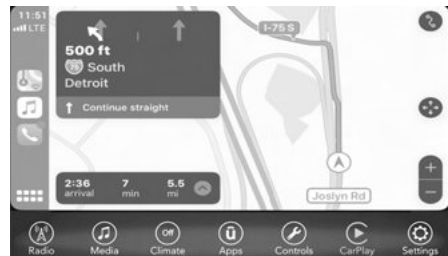 11:51
LTE
500 ft
75 South
Detroit
Continue straight
2:36 7 5.5
arrival min mi
I-75 S
Joslyn Rd
+
-
Off
ū
Radio Media Climate Apps Controls CarPlay Settings